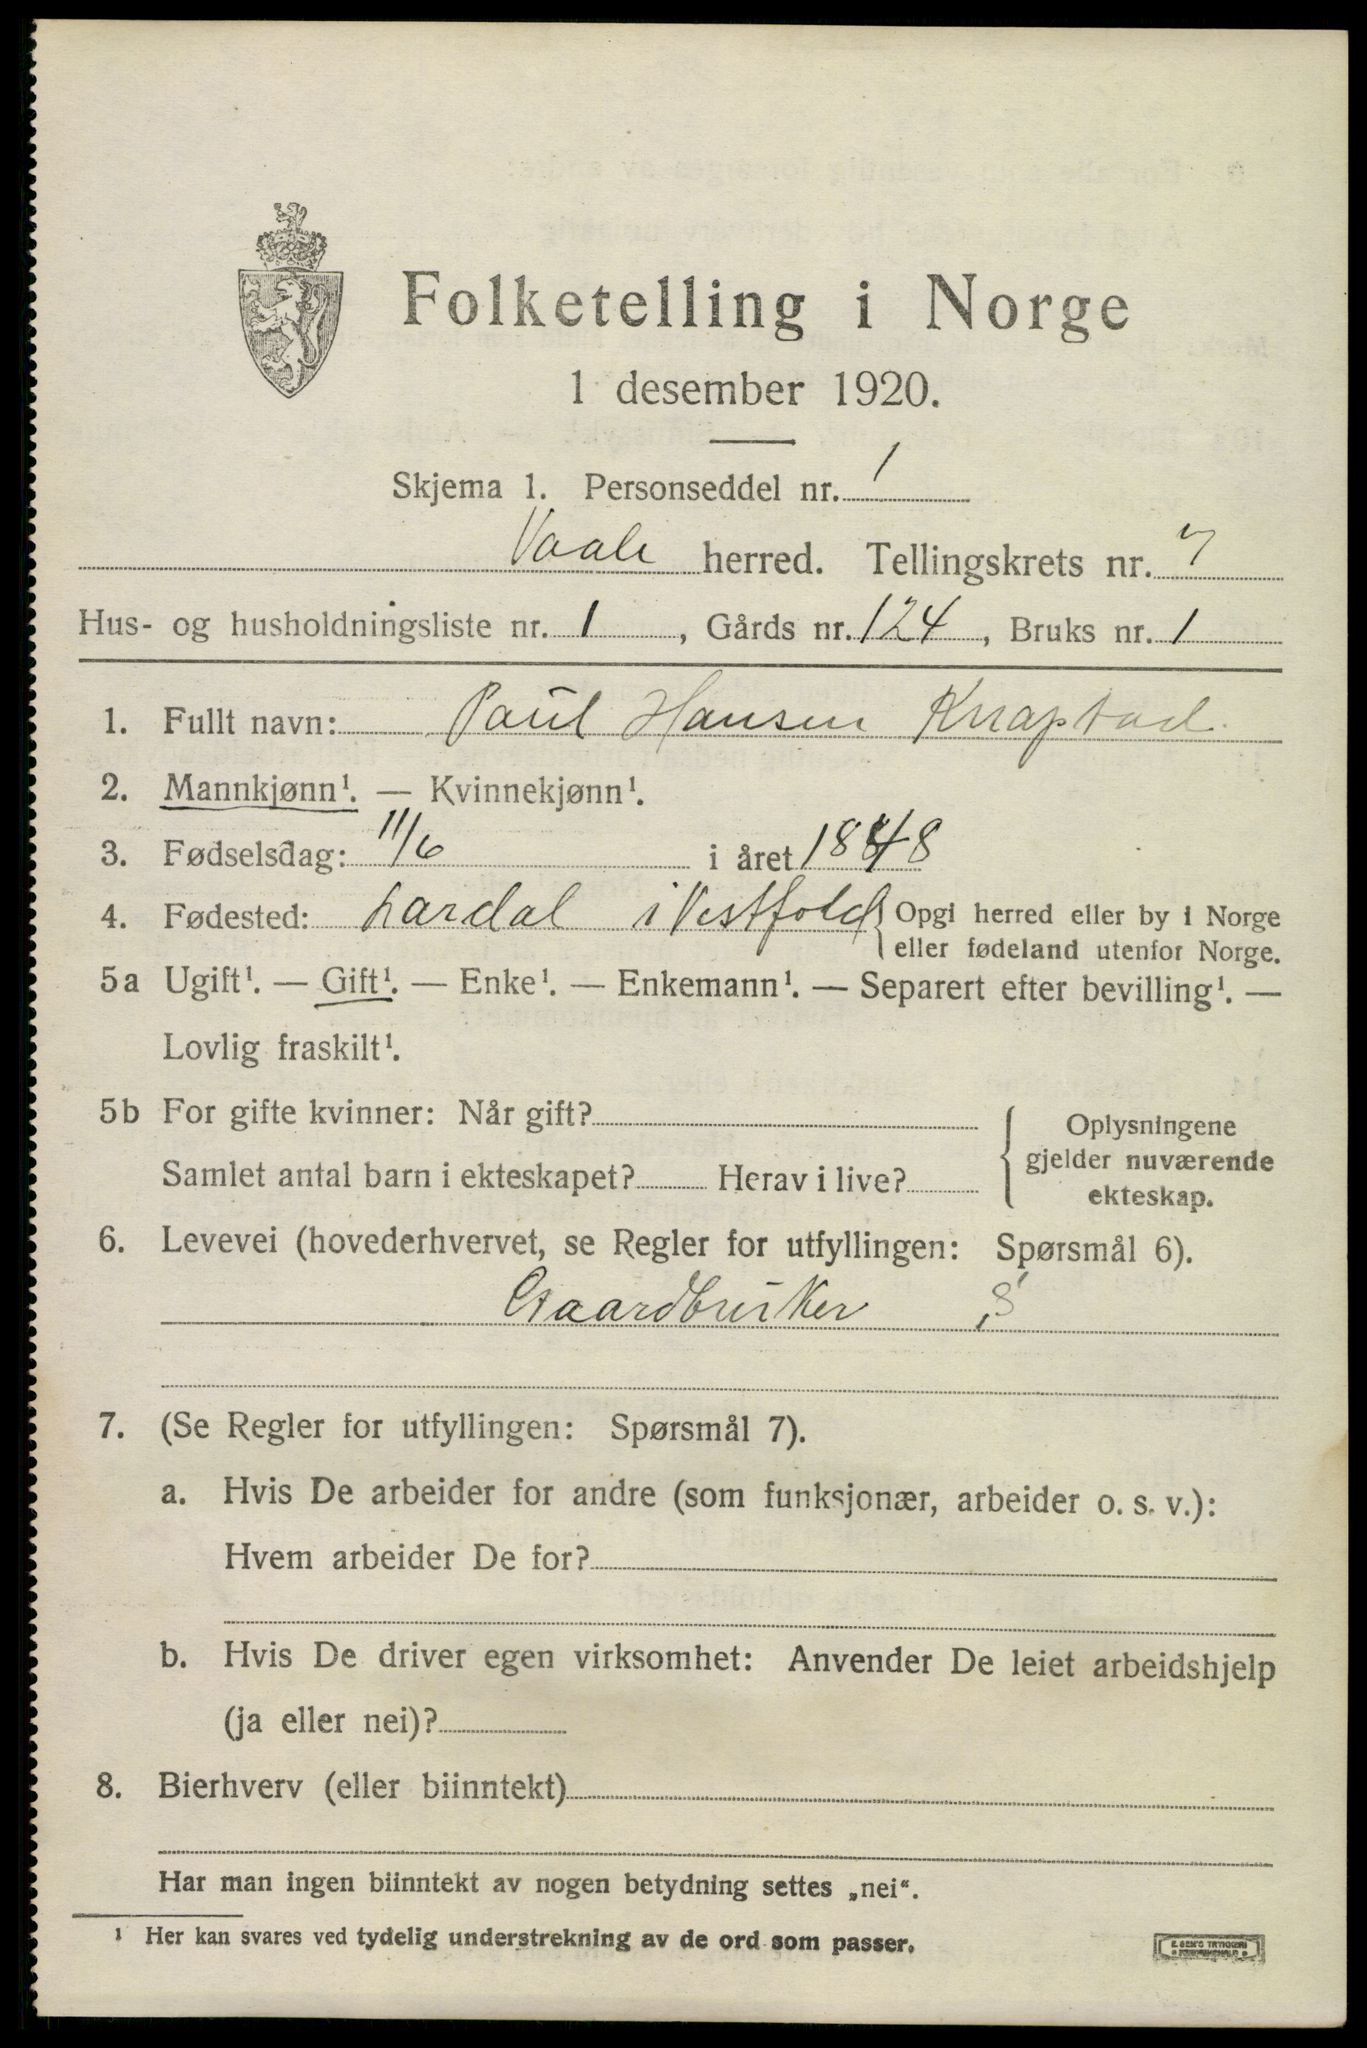 Folketelling i Norge
1 desember 1920.
Skjema 1. Personseddel nr. 1
Vaale herred. Tellingskrets nr. 7
Hus- og husholdningsliste nr. 1, Gårds nr. 124, Bruks nr. 1
1. Fullt navn: Paul Hansen Knapstad.
2. Mannkjønn¹. — Kvinnekjønn¹.
3. Fødselsdag: 11/6 i året 1848
4. Fødested: Lardal i Vestfold { Opgi herred eller by i Norge
eller fødeland utenfor Norge.
5a Ugift¹. — Gift¹. — Enke¹. — Enkemann¹. — Separert efter bevilling¹. —
Lovlig fraskilt¹.
5b For gifte kvinner: Når gift? { Oplysningene
gjelder nuværende
ekteskap.
Samlet antal barn i ekteskapet? Herav i live?
6. Levevei (hovederhvervet, se Regler for utfyllingen: Spørsmål 6).
Gaardbruker S
7. (Se Regler for utfyllingen: Spørsmål 7).
a. Hvis De arbeider for andre (som funksjonær, arbeider o. s. v.):
Hvem arbeider De for?
b. Hvis De driver egen virksomhet: Anvender De leiet arbeidshjelp
(ja eller nei)?
8. Bierhverv (eller biinntekt)
Har man ingen biinntekt av nogen betydning settes „nei“.
¹ Her kan svares ved tydelig understrekning av de ord som passer.